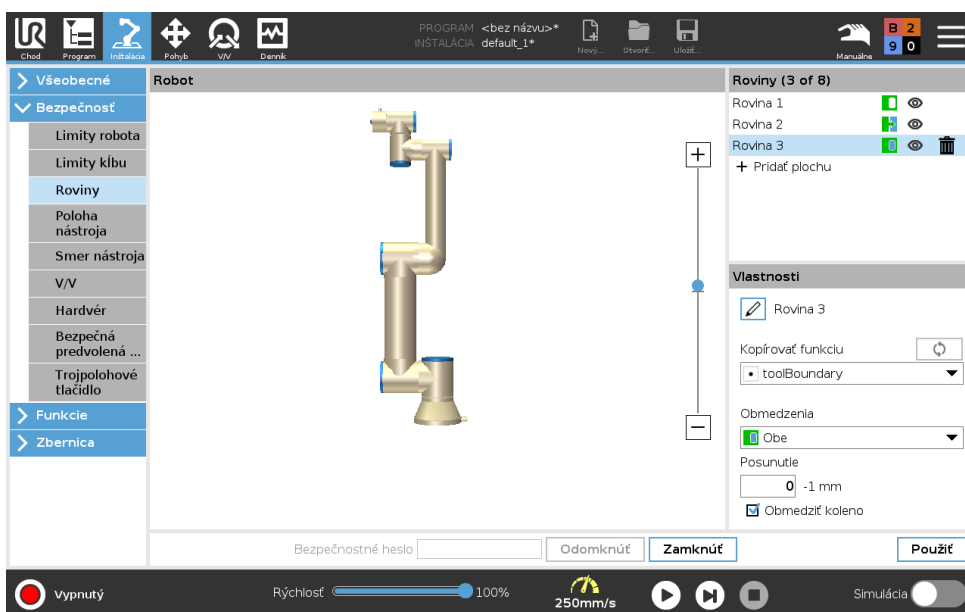 PROGRAM <bez názvu>*
INŠTALÁCIA default_1*
Chod
Program
Inštalácia
Pohyb
V/V
Denník
Nový...
Otvoriť...
Uložiť...
Manuálne
B 2
9 0
Všeobecné
Bezpečnosť
Limity robota
Limity kĺbu
Roviny
Poloha
nástroja
Smer nástroja
V/V
Hardvér
Bezpečná
predvolená ...
Trojpolohové
tlačidlo
Funkcie
Zbernica
Robot
Roviny (3 of 8)
Rovina 1
Rovina 2
Rovina 3
+ Pridať plochu
Vlastnosti
Rovina 3
Kopírovať funkciu
toolBoundary
Obmedzenia
Obe
Posunutie
0 -1 mm
Obmedziť koleno
Bezpečnostné heslo
Odomknúť
Zamknúť
Použiť
Vypnutý
Rýchlosť
100%
250mm/s
Simulácia